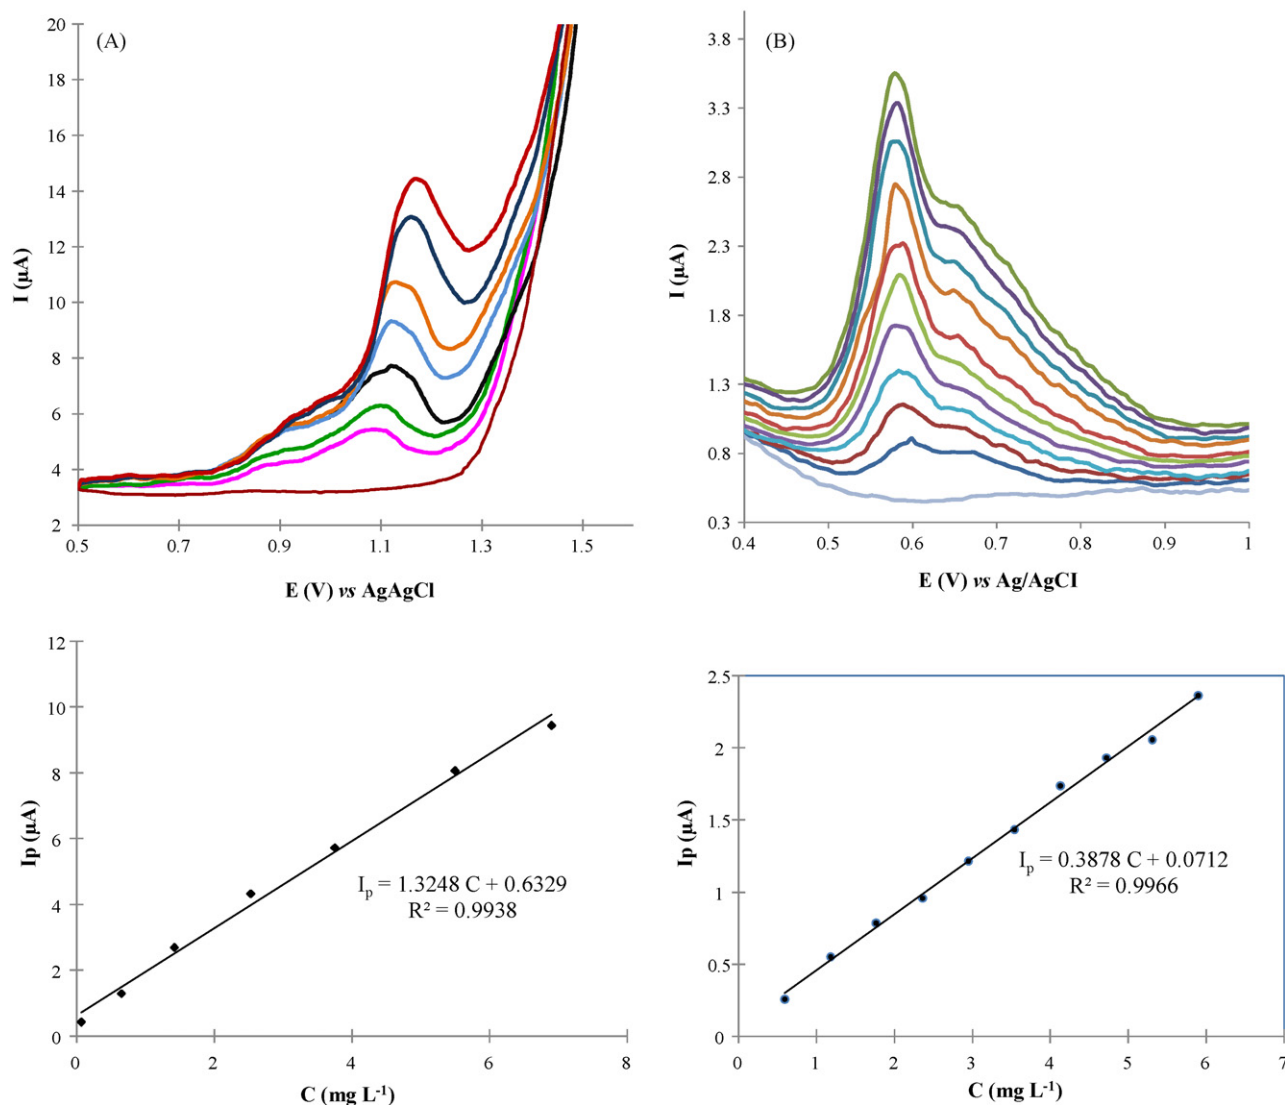 (A)
20
18
16
14
12
10
8
6
4
2
I (µA)
0.5 0.7 0.9 1.1 1.3 1.5
E (V) vs AgAgCl
(B)
3.8
3.3
2.8
2.3
1.8
1.3
0.8
0.3
I (µA)
0.4 0.5 0.6 0.7 0.8 0.9 1
E (V) vs Ag/AgCI
12
10
8
6
4
2
0
Ip (µA)
Ip = 1.3248 C + 0.6329
R² = 0.9938
0 2 4 6 8
C (mg L-1)
2.5
2
1.5
1
0.5
0
Ip (µA)
Ip = 0.3878 C + 0.0712
R² = 0.9966
0 1 2 3 4 5 6 7
C (mg L-1)